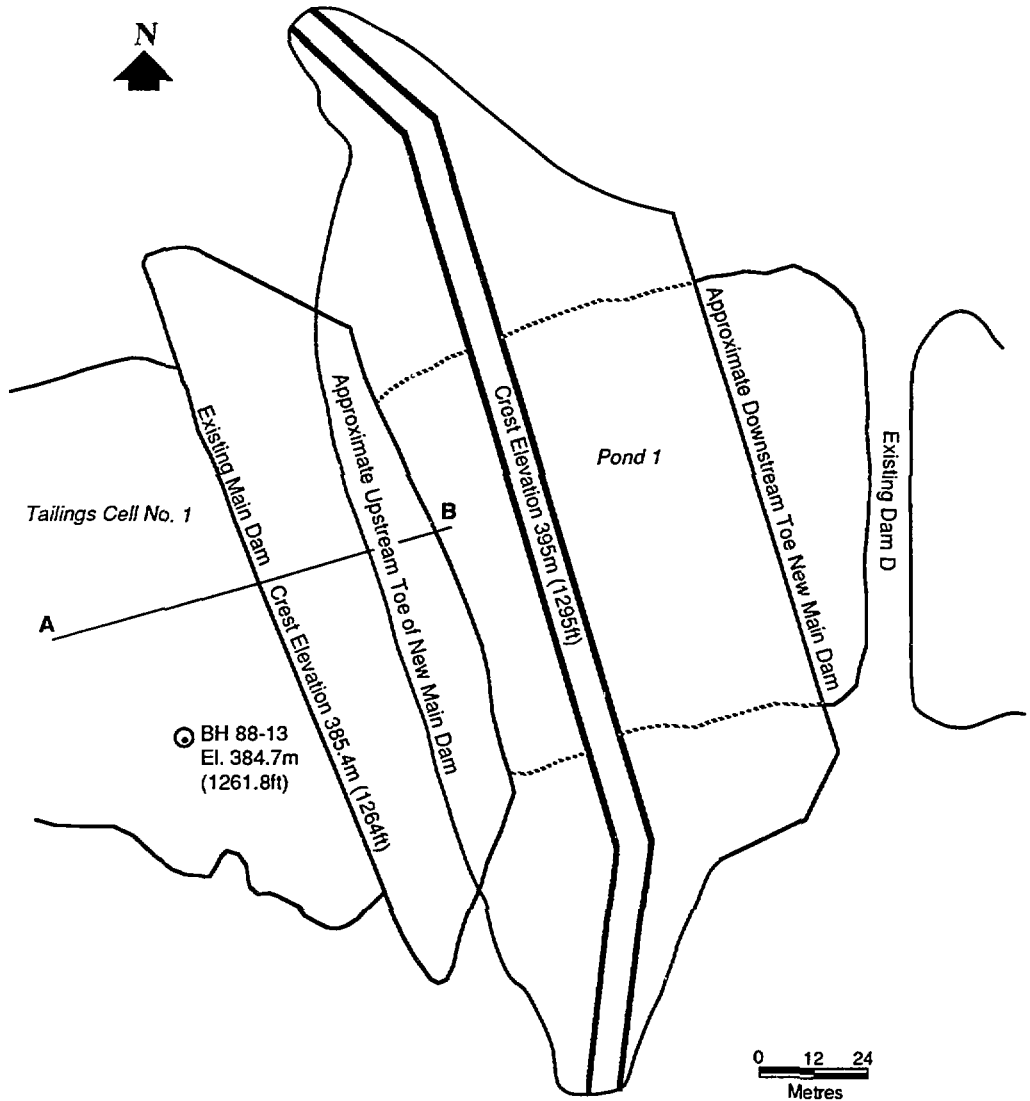 N
Existing Main Dam
Crest Elevation 385.4m (1264ft)
Approximate Upstream Toe of New Main Dam
Crest Elevation 395m (1295ft)
Pond 1
Approximate Downstream Toe New Main Dam
Existing Dam D
Tailings Cell No. 1
B
A
BH 88-13
El. 384.7m
(1261.8ft)
0 12 24
Metres